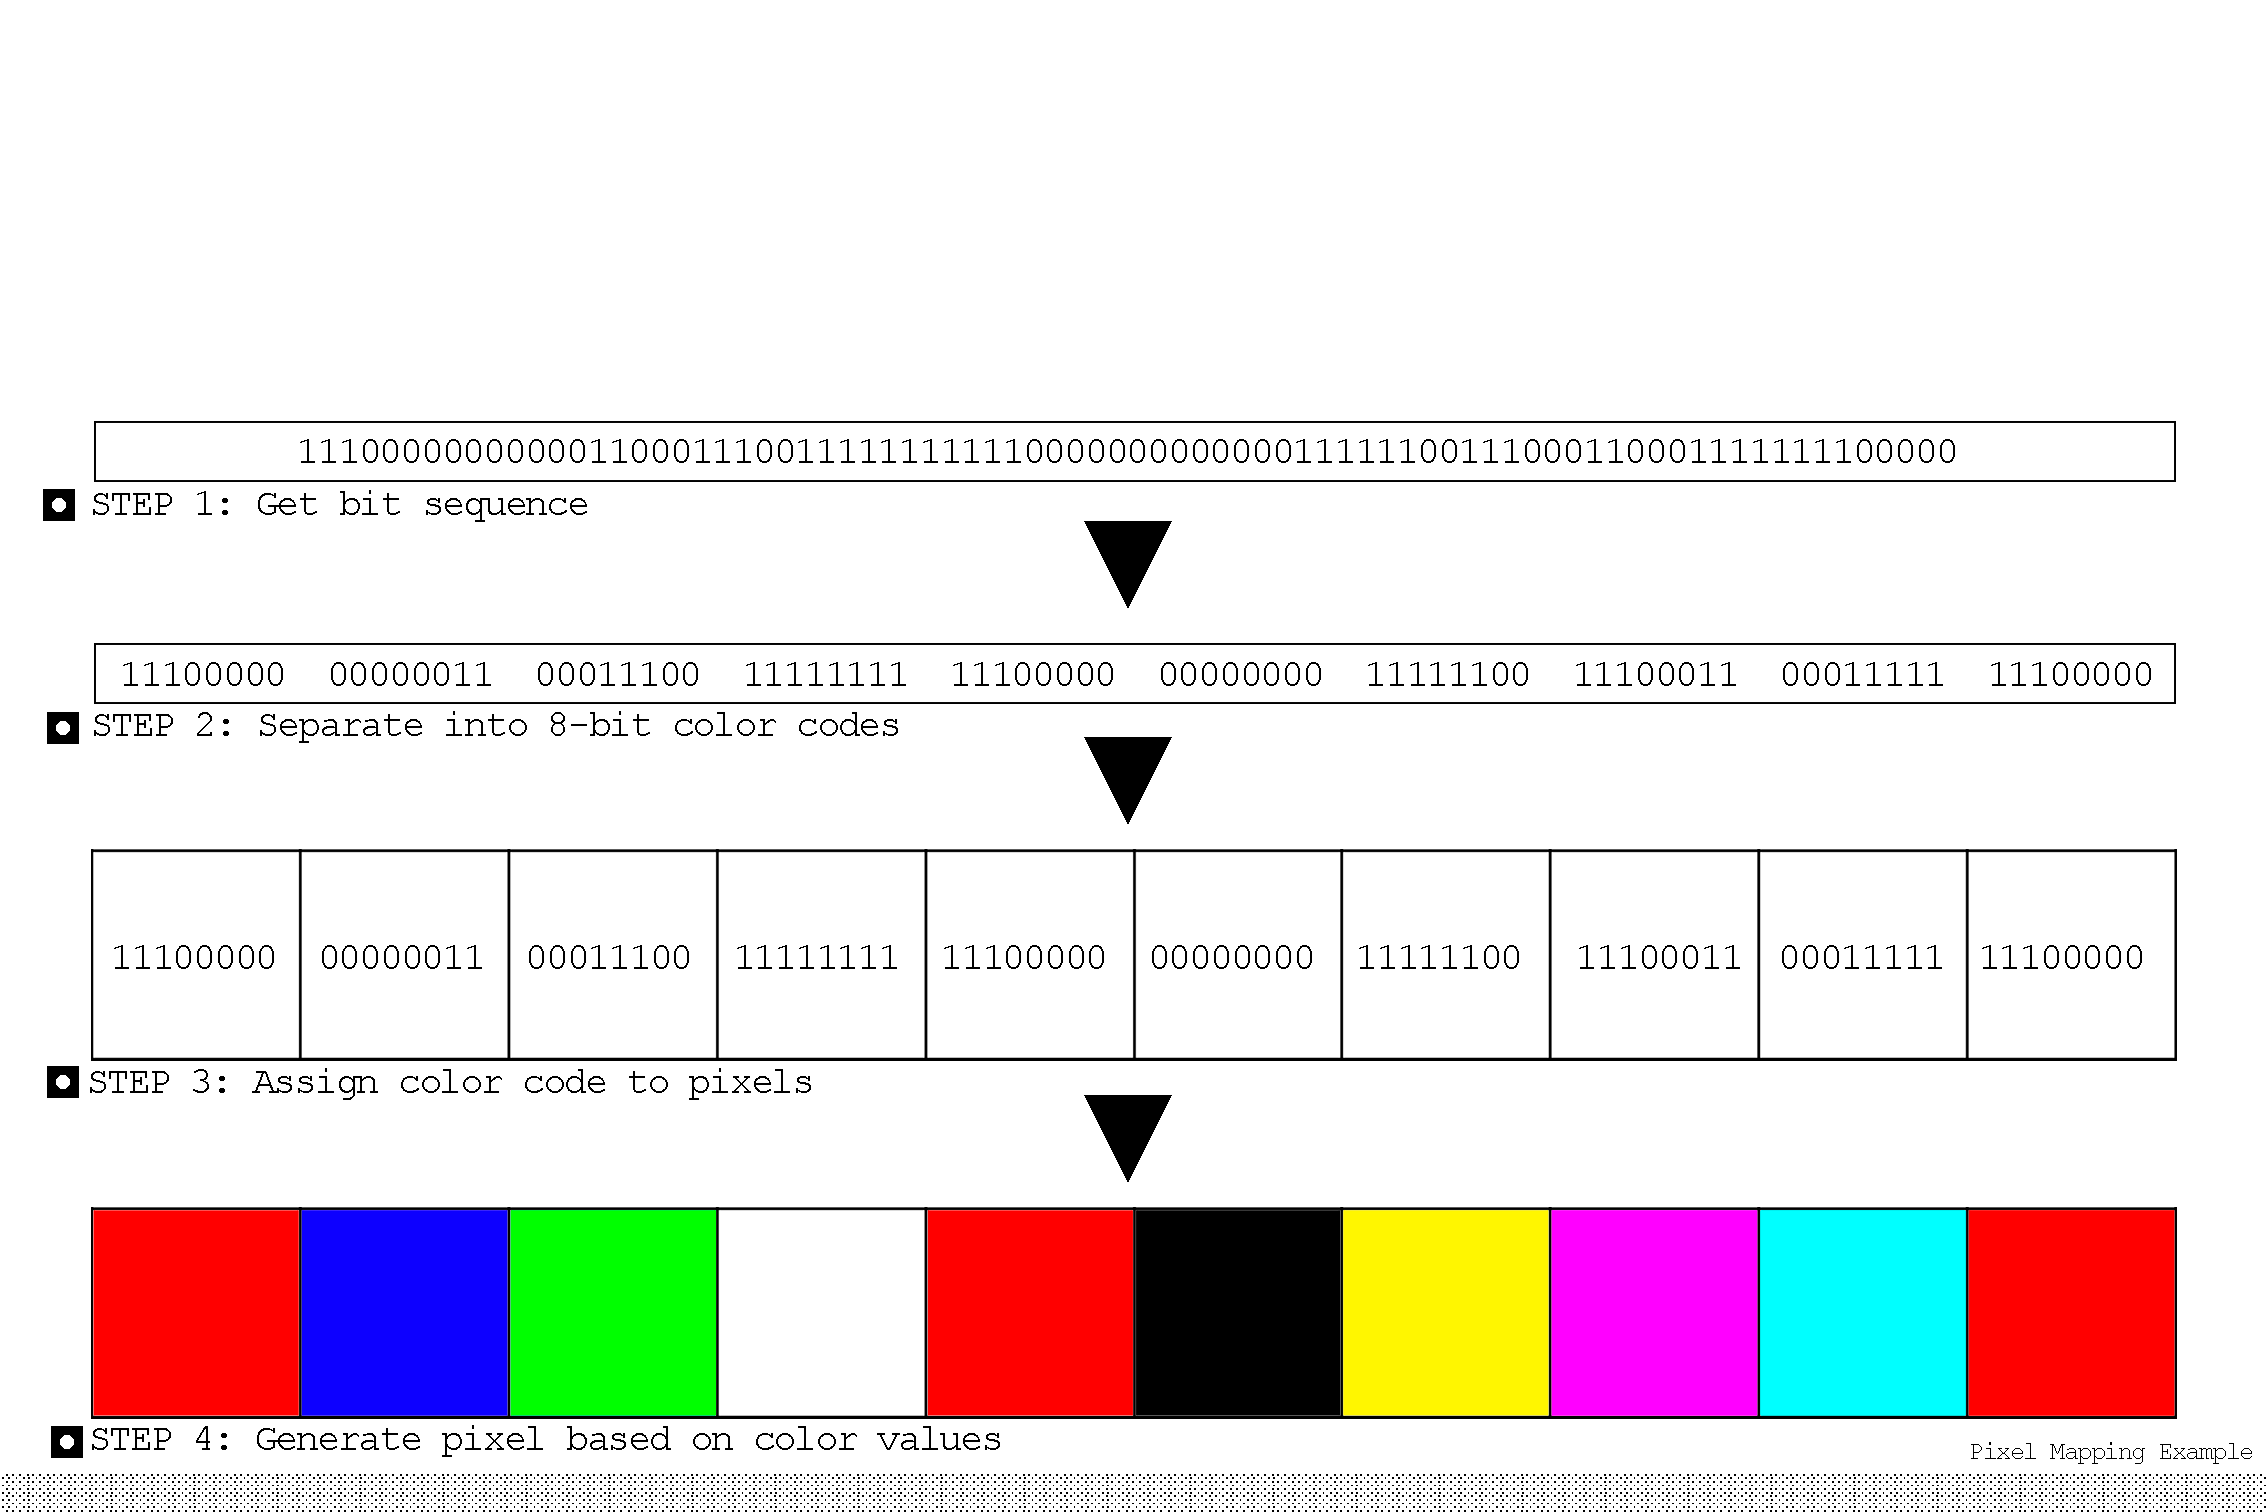 11100000000000110001110011111111111000000000000011111100111000110001111111100000
STEP 1: Get bit sequence
11100000 00000011 00011100 11111111 11100000 00000000 11111100 11100011 00011111 11100000
STEP 2: Separate into 8-bit color codes
11100000 00000011 00011100 11111111 11100000 00000000 11111100 11100011 00011111 11100000
STEP 3: Assign color code to pixels
STEP 4: Generate pixel based on color values
Pixel Mapping Example